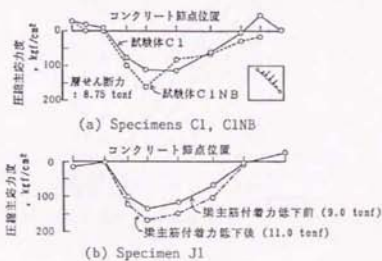 コンクリート節点位置
圧縮主応力度
, kgf/cm²
0
100
200
試験体C1
層せん断力
: 8.75 tonf
試験体C1NB
(a) Specimens C1, C1NB
コンクリート節点位置
圧縮主応力度
, kgf/cm²
0
100
200
梁主筋付着力低下前 (9.0 tonf)
梁主筋付着力低下後 (11.0 tonf)
(b) Specimen J1